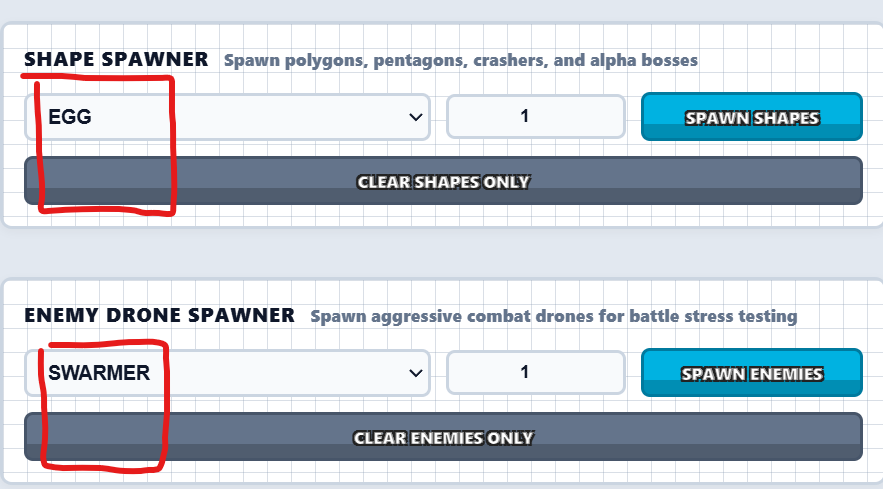 SHAPE SPAWNER Spawn polygons, pentagons, crashers, and alpha bosses
EGG 1 SPAWN SHAPES
CLEAR SHAPES ONLY
ENEMY DRONE SPAWNER Spawn aggressive combat drones for battle stress testing
SWARMER 1 SPAWN ENEMIES
CLEAR ENEMIES ONLY